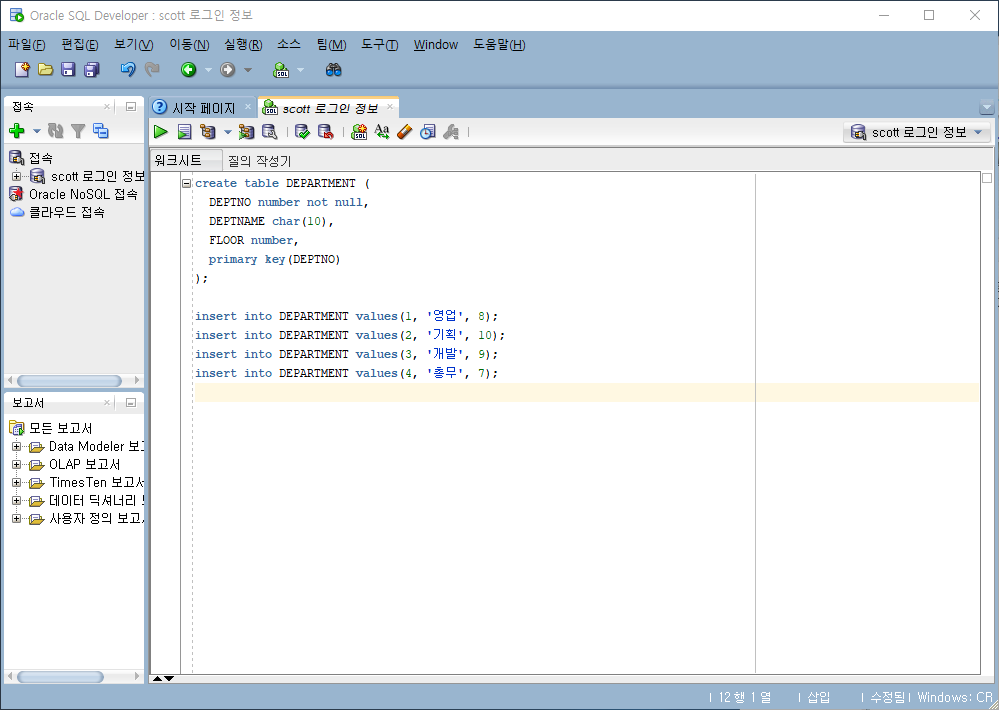 Oracle SQL Developer : scott 로그인 정보
파일(F) 편집(E) 보기(V) 이동(N) 실행(R) 소스 팀(M) 도구(T) Window 도움말(H)
접속
시작 페이지
scott 로그인 정보
scott 로그인 정보
워크시트
질의 작성기
접속
scott 로그인 정보
Oracle NoSQL 접속
클라우드 접속
create table DEPARTMENT (
DEPTNO number not null,
DEPTNAME char(10),
FLOOR number,
primary key(DEPTNO)
);
insert into DEPARTMENT values(1, '영업', 8);
insert into DEPARTMENT values(2, '기획', 10);
insert into DEPARTMENT values(3, '개발', 9);
insert into DEPARTMENT values(4, '총무', 7);
보고서
모든 보고서
Data Modeler 보고
OLAP 보고서
TimesTen 보고서
데이터 딕셔너리
사용자 정의 보고서
12 행 1 열
삽입
수정됨
Windows: CR